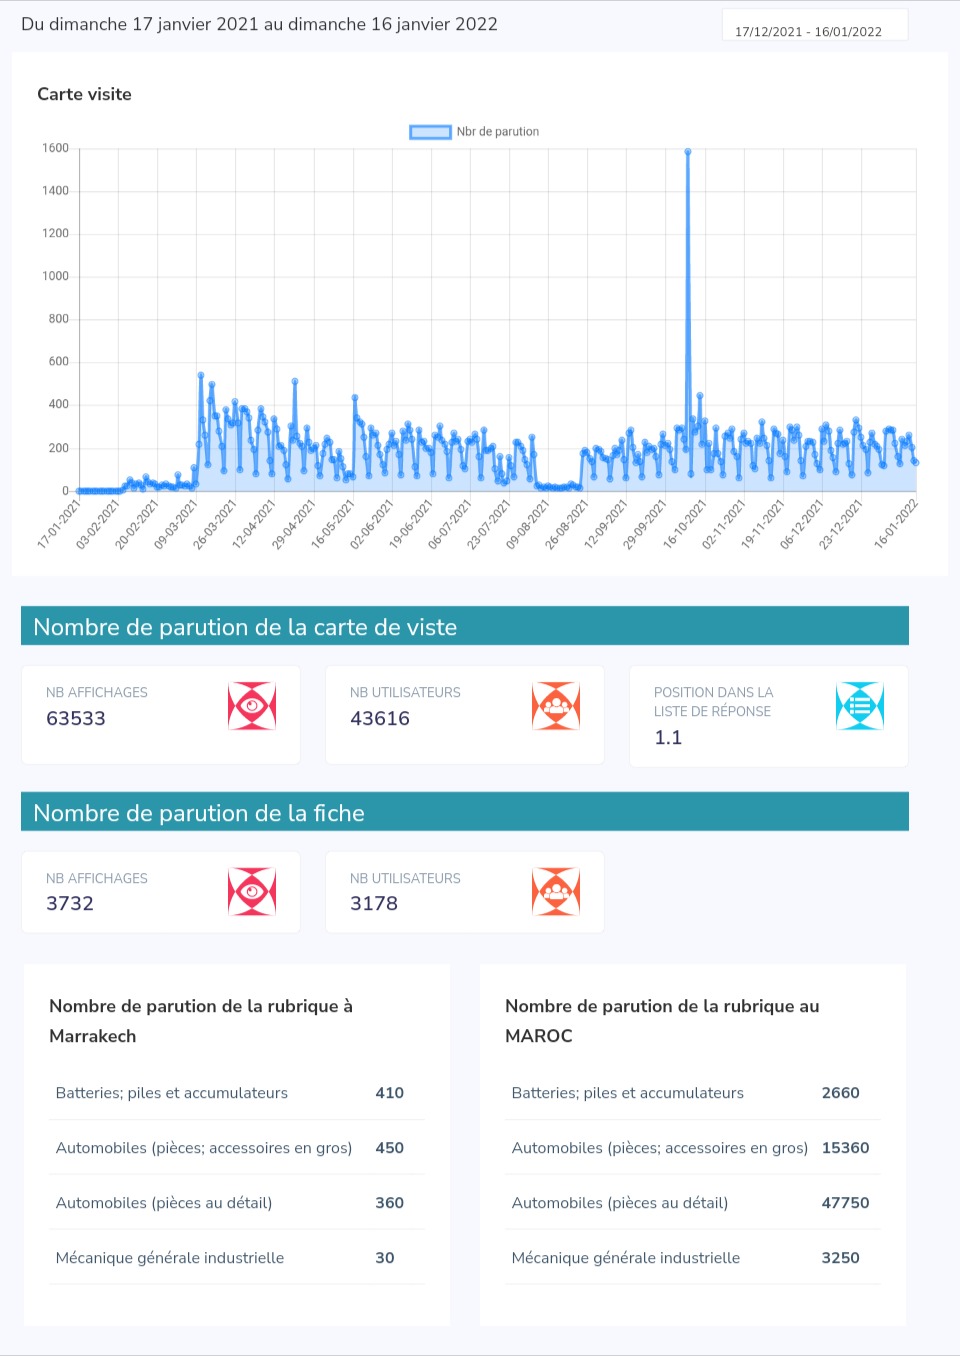 Du dimanche 17 janvier 2021 au dimanche 16 janvier 2022
17/12/2021 - 16/01/2022
Carte visite
Nbr de parution
1600
1400
1200
1000
800
600
400
200
0
17-01-2021
03-02-2021
20-02-2021
09-03-2021
26-03-2021
12-04-2021
29-04-2021
16-05-2021
02-06-2021
19-06-2021
06-07-2021
23-07-2021
09-08-2021
26-08-2021
12-09-2021
29-09-2021
16-10-2021
02-11-2021
19-11-2021
06-12-2021
23-12-2021
16-01-2022
Nombre de parution de la carte de viste
NB AFFICHAGES
63533
NB UTILISATEURS
43616
POSITION DANS LA
LISTE DE RÉPONSE
1.1
Nombre de parution de la fiche
NB AFFICHAGES
3732
NB UTILISATEURS
3178
Nombre de parution de la rubrique à
Marrakech
Batteries; piles et accumulateurs 410
Automobiles (pièces; accessoires en gros) 450
Automobiles (pièces au détail) 360
Mécanique générale industrielle 30
Nombre de parution de la rubrique au
MAROC
Batteries; piles et accumulateurs 2660
Automobiles (pièces; accessoires en gros) 15360
Automobiles (pièces au détail) 47750
Mécanique générale industrielle 3250